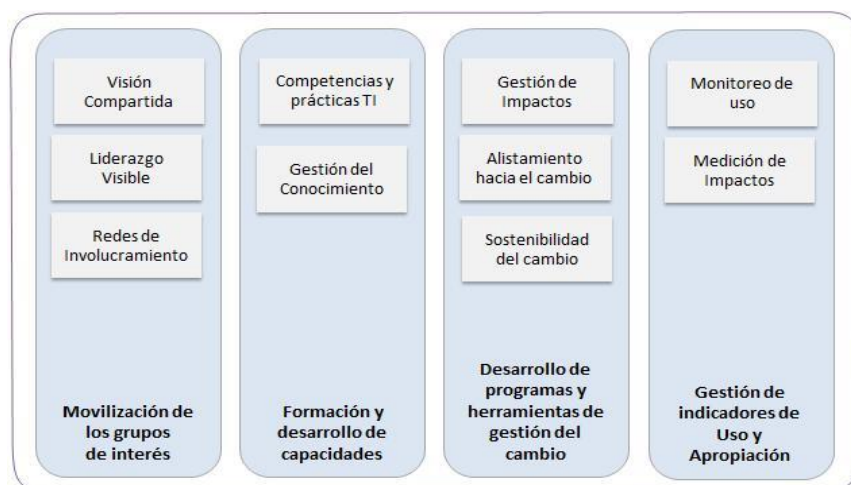 Visión
Compartida
Liderazgo
Visible
Redes de
Involucramiento
Movilización de
los grupos
de interés
Competencias y
prácticas TI
Gestión del
Conocimiento
Formación y
desarrollo de
capacidades
Gestión de
Impactos
Alistamiento
hacia el cambio
Sostenibilidad
del cambio
Desarrollo de
programas y
herramientas de
gestión del
cambio
Monitoreo de
uso
Medición de
Impactos
Gestión de
indicadores de
Uso y
Apropiación